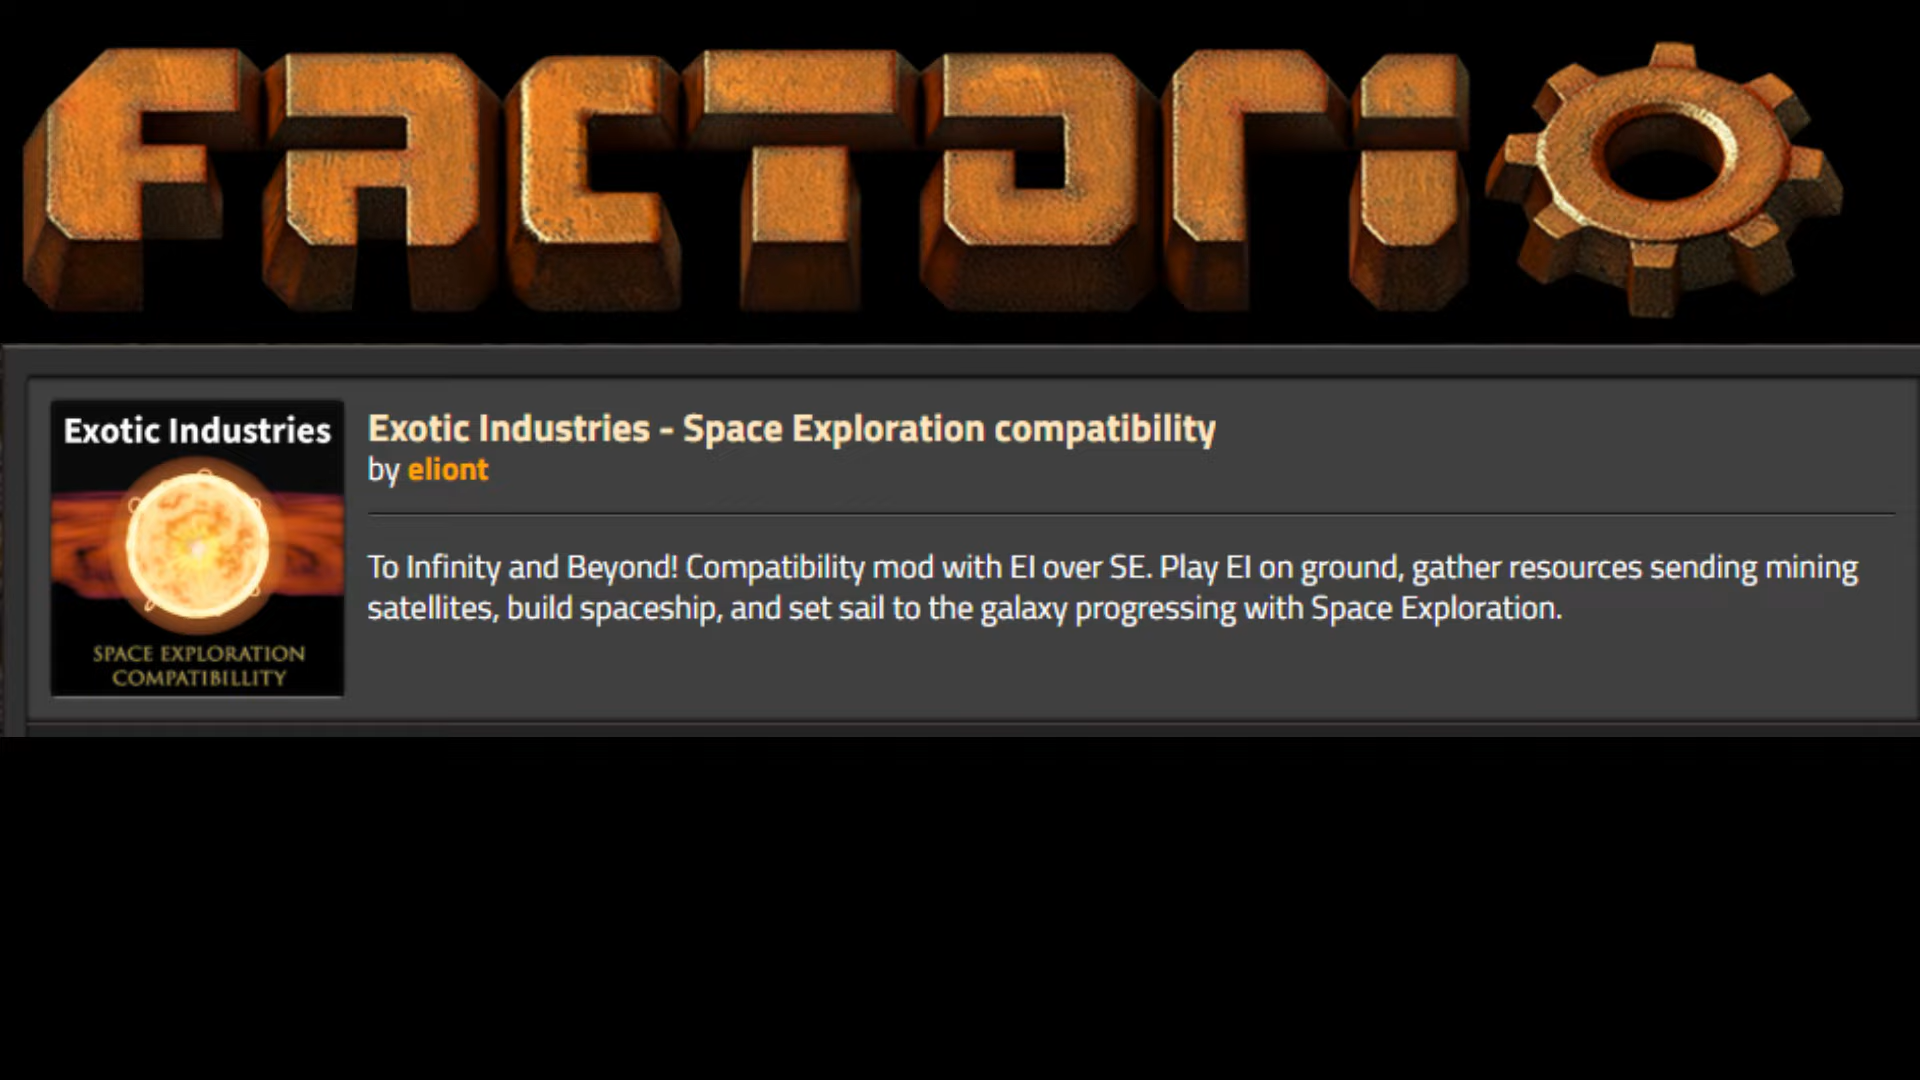 FACTORIO
Exotic Industries
SPACE EXPLORATION
COMPATIBILLITY
Exotic Industries - Space Exploration compatibility
by eliont
To Infinity and Beyond! Compatibility mod with EI over SE. Play EI on ground, gather resources sending mining
satellites, build spaceship, and set sail to the galaxy progressing with Space Exploration.